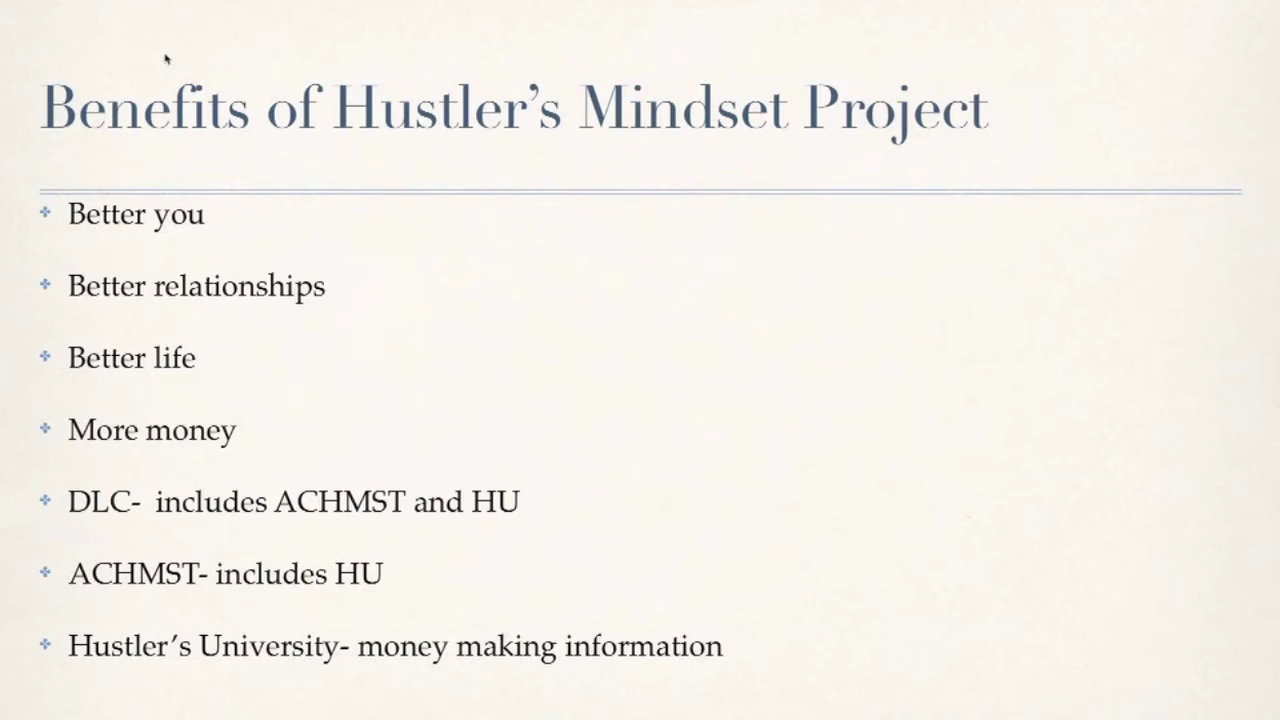 Benefits of Hustler’s Mindset Project
Better you
Better relationships
Better life
More money
DLC-  includes ACHMST and HU
ACHMST- includes HU
Hustler’s University- money making information